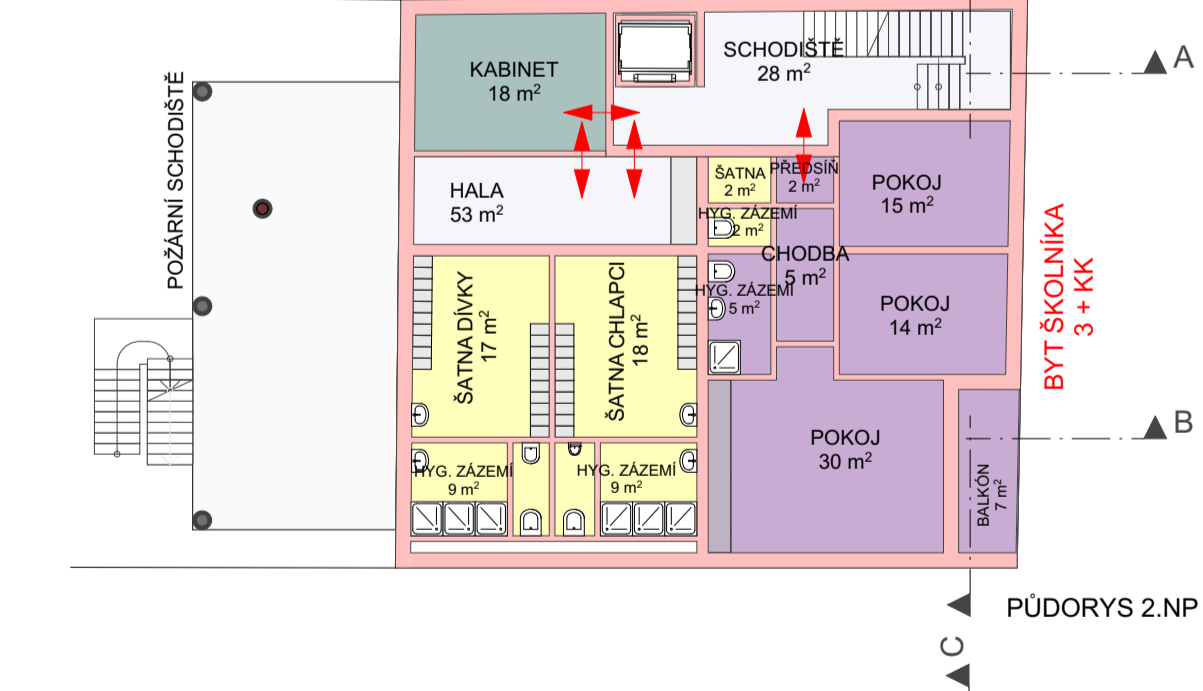 KABINET
18 m²
SCHODIŠTĚ
28 m²
A
POŽÁRNÍ SCHODIŠTĚ
HALA
53 m²
ŠATNA
2 m²
PŘEDSÍŇ
2 m²
POKOJ
15 m²
HYG. ZÁZEMÍ
2 m²
CHODBA
5 m²
HYG. ZÁZEMÍ
5 m²
POKOJ
14 m²
BYT ŠKOLNÍKA
3 + KK
ŠATNA DÍVKY
17 m²
ŠATNA CHLAPCI
18 m²
B
POKOJ
30 m²
HYG. ZÁZEMÍ
9 m²
HYG. ZÁZEMÍ
9 m²
BALKÓN
7 m²
PŮDORYS 2.NP
C